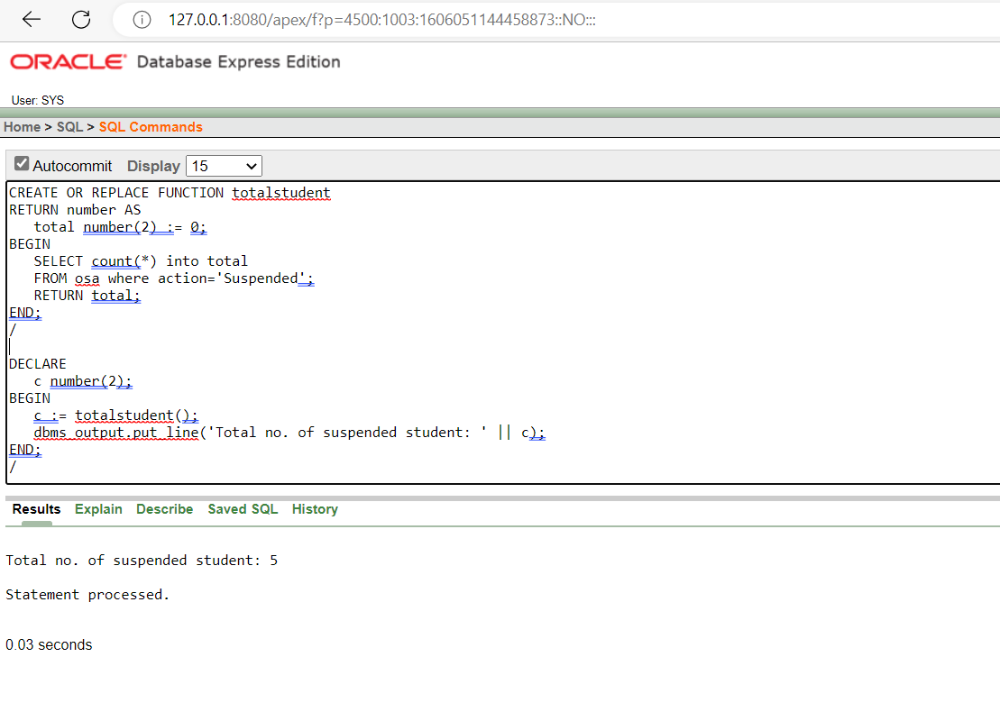 127.0.0.1:8080/apex/f?p=4500:1003:1606051144458873::NO:::
ORACLE Database Express Edition
User: SYS
Home > SQL > SQL Commands
Autocommit Display 15
CREATE OR REPLACE FUNCTION totalstudent
RETURN number AS
   total number(2) := 0;
BEGIN
   SELECT count(*) into total
   FROM osa where action='Suspended';
   RETURN total;
END;
/
DECLARE
   c number(2);
BEGIN
   c := totalstudent();
   dbms_output.put_line('Total no. of suspended student: ' || c);
END;
/
Results Explain Describe Saved SQL History
Total no. of suspended student: 5
Statement processed.
0.03 seconds